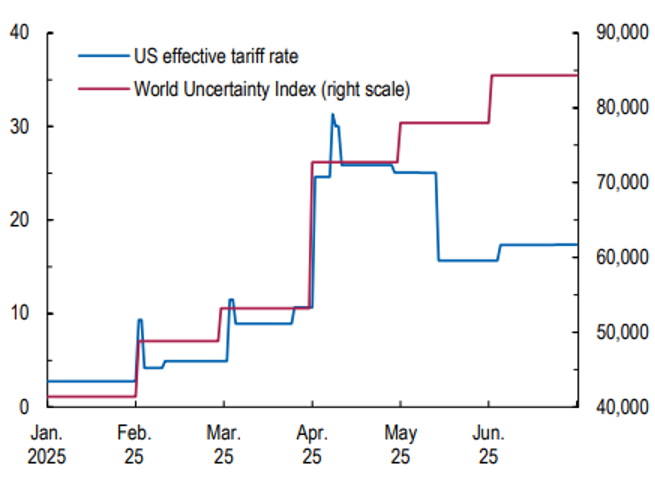 40
90,000
US effective tariff rate
World Uncertainty Index (right scale)
80,000
30
70,000
20
60,000
10
50,000
0
40,000
Jan. Feb. Mar. Apr. May Jun.
2025 25 25 25 25 25